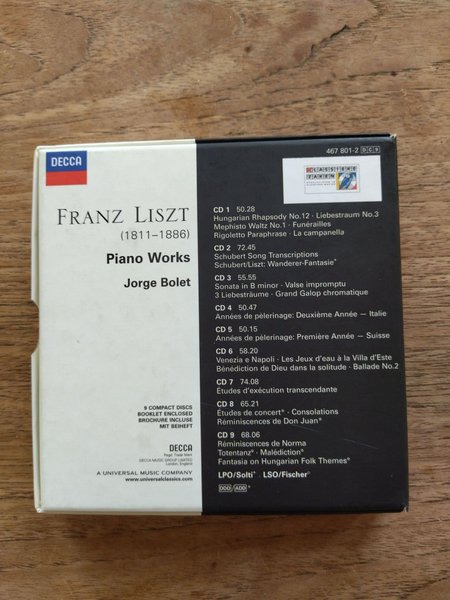 DECCA
FRANZ LISZT
(1811–1886)
Piano Works
Jorge Bolet
9 COMPACT DISCS
BOOKLET ENCLOSED
BROCHURE INCLUSE
MIT BEIHEFT
DECCA
Regd. Trade Mark
DECCA MUSIC GROUP LIMITED
London, England
A UNIVERSAL MUSIC COMPANY
www.universalclassics.com
467 801-2 DC9
CD 1 50.28
Hungarian Rhapsody No.12 · Liebestraum No.3
Mephisto Waltz No.1 · Funérailles
Rigoletto Paraphrase · La campanella
CD 2 72.45
Schubert Song Transcriptions
Schubert/Liszt: Wanderer-Fantasie⁺
CD 3 55.55
Sonata in B minor · Valse impromptu
3 Liebesträume · Grand Galop chromatique
CD 4 50.47
Années de pèlerinage: Deuxième Année — Italie
CD 5 50.15
Années de pèlerinage: Première Année — Suisse
CD 6 58.20
Venezia e Napoli · Les Jeux d'eau à la Villa d'Este
Bénédiction de Dieu dans la solitude · Ballade No.2
CD 7 74.08
Études d'exécution transcendante
CD 8 65.21
Études de concert* · Consolations
Réminiscences de Don Juan*
CD 9 68.06
Réminiscences de Norma
Totentanz* · Malédiction*
Fantasia on Hungarian Folk Themes*
LPO/Solti⁺ · LSO/Fischer*
DDD/ADD*